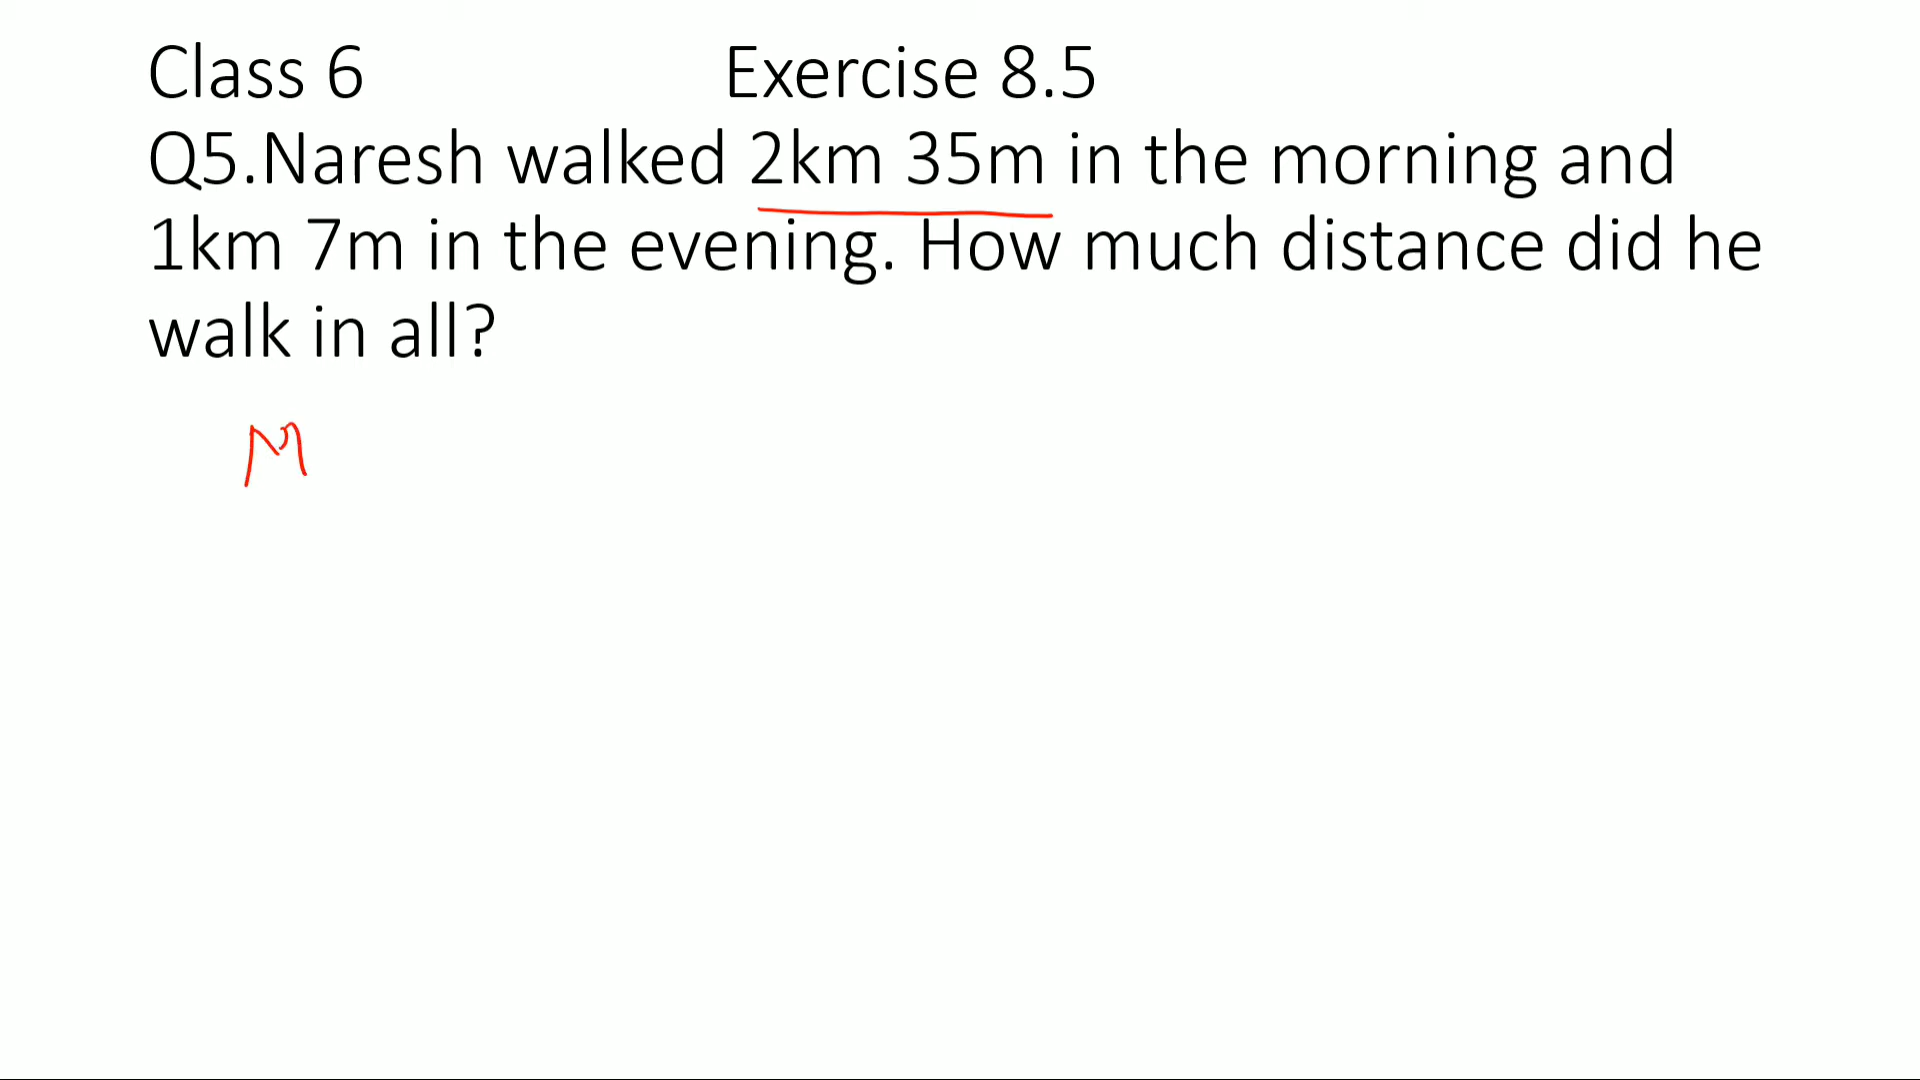 Class 6 Exercise 8.5
Q5.Naresh walked 2km 35m in the morning and
1km 7m in the evening. How much distance did he
walk in all?
M